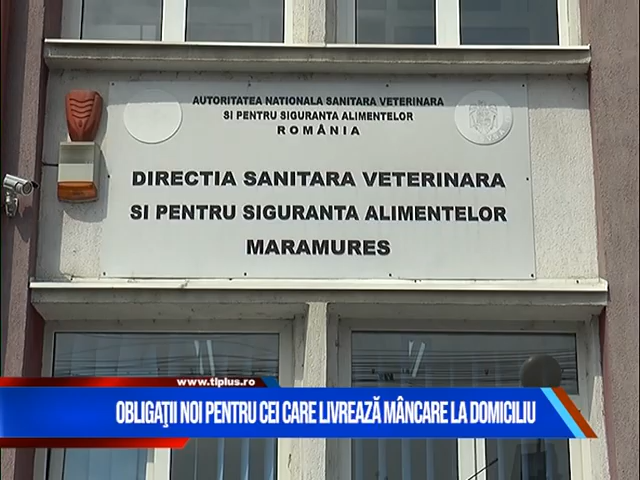 AUTORITATEA NATIONALA SANITARA VETERINARA
SI PENTRU SIGURANTA ALIMENTELOR
ROMÂNIA
DIRECTIA SANITARA VETERINARA
SI PENTRU SIGURANTA ALIMENTELOR
MARAMURES
www.tlplus.ro
OBLIGAŢII NOI PENTRU CEI CARE LIVREAZĂ MÂNCARE LA DOMICILIU